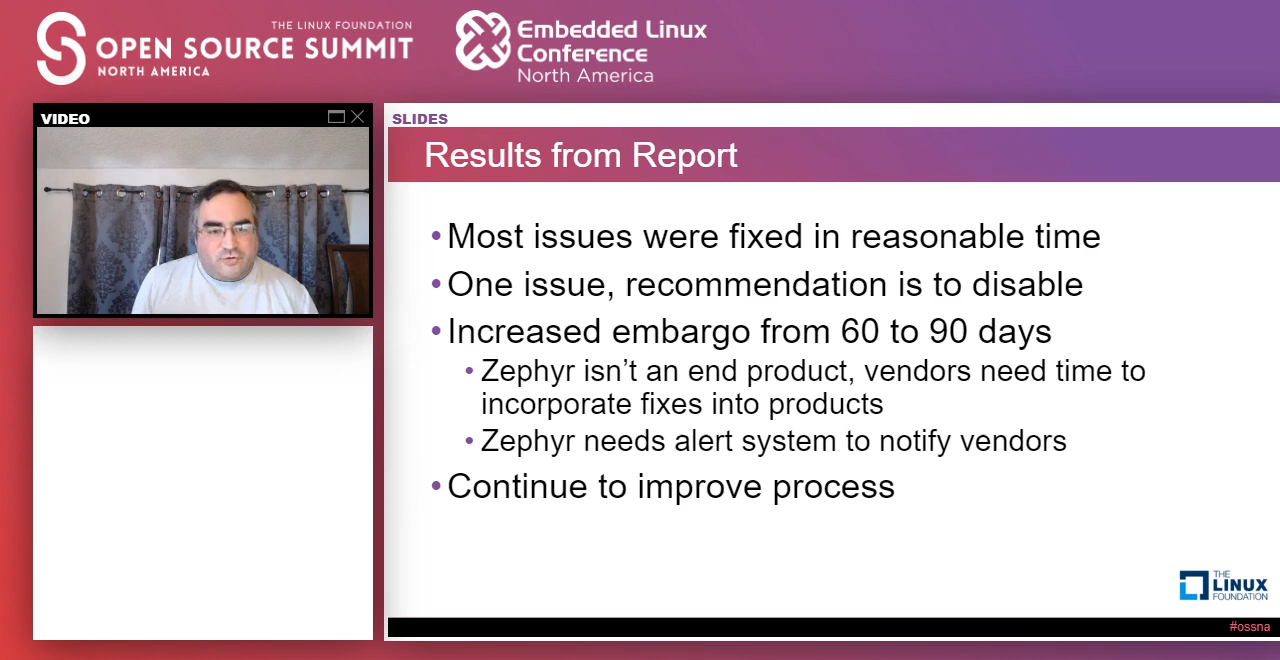 THE LINUX FOUNDATION
OPEN SOURCE SUMMIT
NORTH AMERICA
Embedded Linux
Conference
North America
VIDEO
SLIDES
Results from Report
• Most issues were fixed in reasonable time
• One issue, recommendation is to disable
• Increased embargo from 60 to 90 days
• Zephyr isn’t an end product, vendors need time to
incorporate fixes into products
• Zephyr needs alert system to notify vendors
• Continue to improve process
THE
LINUX
FOUNDATION
#ossna